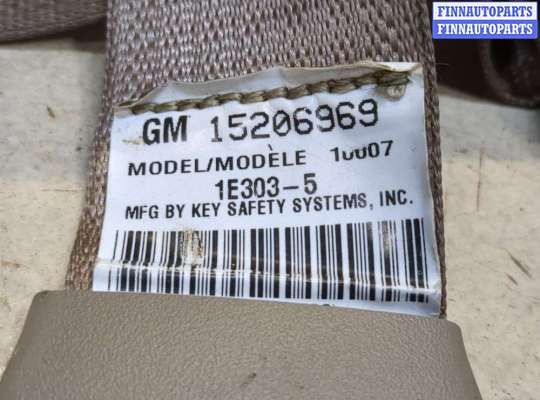 FINNAUTOPARTS
FINNAUTOPARTS
GM 15206969
MODEL/MODÈLE 10007
1E303-5
MFG BY KEY SAFETY SYSTEMS, INC.